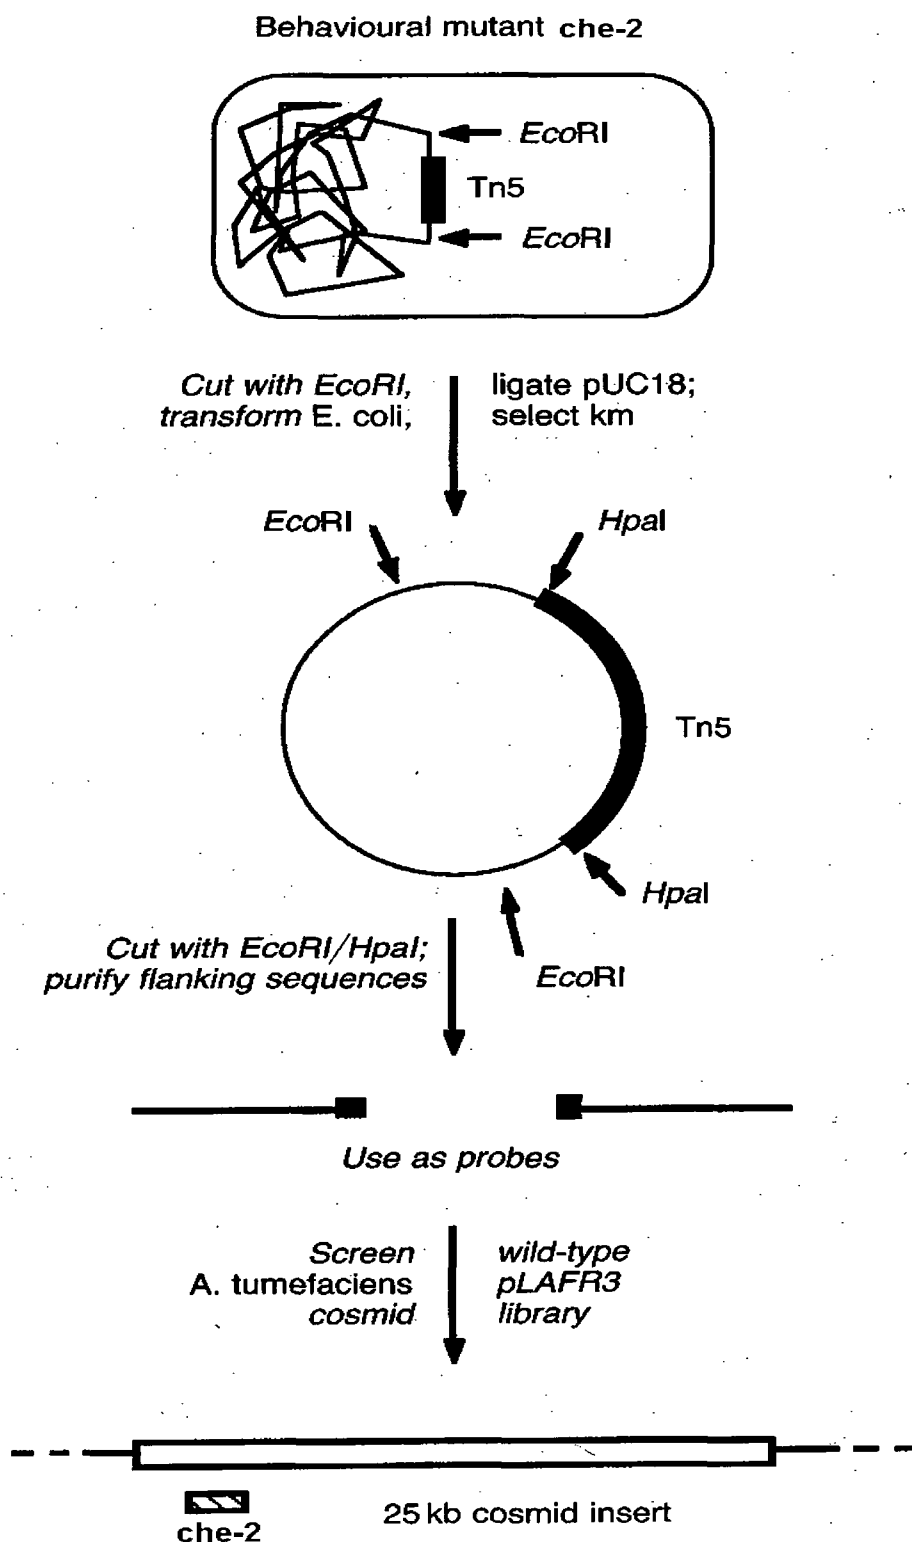 Behavioural mutant che-2
EcoRI
Tn5
EcoRI
Cut with EcoRI, ligate pUC18;
transform E. coli, select km
EcoRI
HpaI
Tn5
HpaI
EcoRI
Cut with EcoRI/HpaI;
purify flanking sequences
Use as probes
Screen wild-type
A. tumefaciens pLAFR3
cosmid library
che-2
25 kb cosmid insert